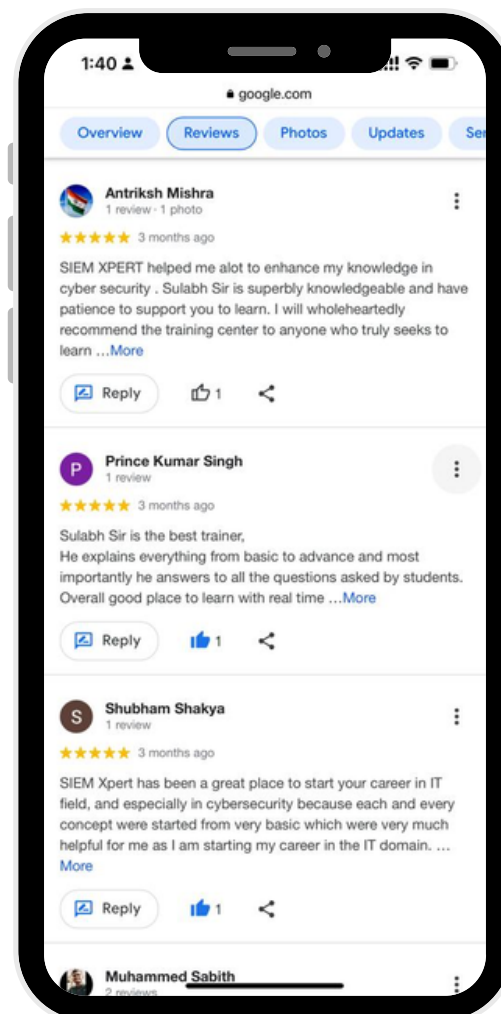 1:40
google.com
Overview Reviews Photos Updates Ser
Antriksh Mishra
1 review · 1 photo
3 months ago
SIEM XPERT helped me alot to enhance my knowledge in
cyber security . Sulabh Sir is superbly knowledgeable and have
patience to support you to learn. I will wholeheartedly
recommend the training center to anyone who truly seeks to
learn ...More
Reply 1
P
Prince Kumar Singh
1 review
3 months ago
Sulabh Sir is the best trainer,
He explains everything from basic to advance and most
importantly he answers to all the questions asked by students.
Overall good place to learn with real time ...More
Reply 1
S
Shubham Shakya
1 review
3 months ago
SIEM Xpert has been a great place to start your career in IT
field, and especially in cybersecurity because each and every
concept were started from very basic which were very much
helpful for me as I am starting my career in the IT domain. ...
More
Reply 1
Muhammed Sabith
2 reviews